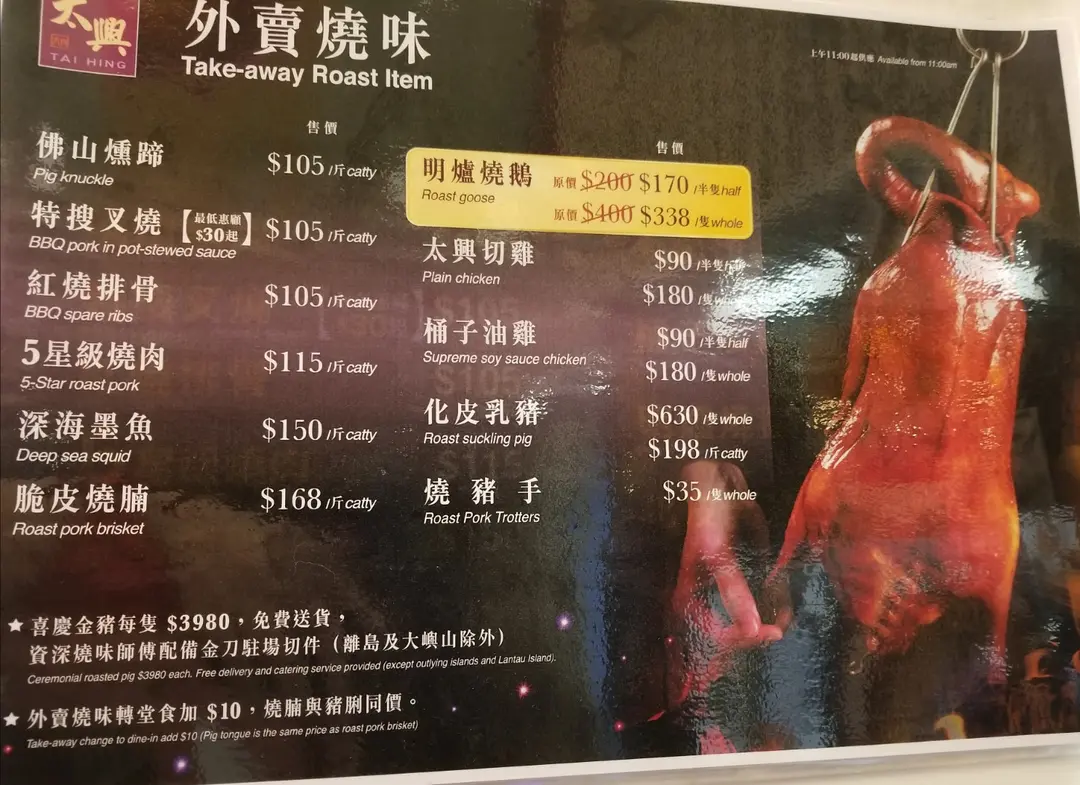 太興
TAI HING
外賣燒味
Take-away Roast Item
上午11:00起供應 Available from 11:00am
售價
佛山燻蹄 $105 /斤catty
Pig knuckle
特搜叉燒【最低惠顧 $30起】 $105 /斤catty
BBQ pork in pot-stewed sauce
紅燒排骨 $105 /斤catty
BBQ spare ribs
5星級燒肉 $115 /斤catty
5-Star roast pork
深海墨魚 $150 /斤catty
Deep sea squid
脆皮燒腩 $168 /斤catty
Roast pork brisket
售價
明爐燒鵝 原價 $200 $170 /半隻half
Roast goose
原價 $400 $338 /隻whole
太興切雞 $90 /半隻half
Plain chicken
$180 /隻whole
桶子油雞 $90 /半隻half
Supreme soy sauce chicken
$180 /隻whole
化皮乳豬 $630 /隻whole
Roast suckling pig
$198 /斤catty
燒豬手 $35 /隻whole
Roast Pork Trotters
★ 喜慶金豬每隻 $3980，免費送貨，
資深燒味師傅配備金刀駐場切件（離島及大嶼山除外）
Ceremonial roasted pig $3980 each. Free delivery and catering service provided (except outlying islands and Lantau Island).
★ 外賣燒味轉堂食加 $10，燒腩與豬脷同價。
Take-away change to dine-in add $10 (Pig tongue is the same price as roast pork brisket)